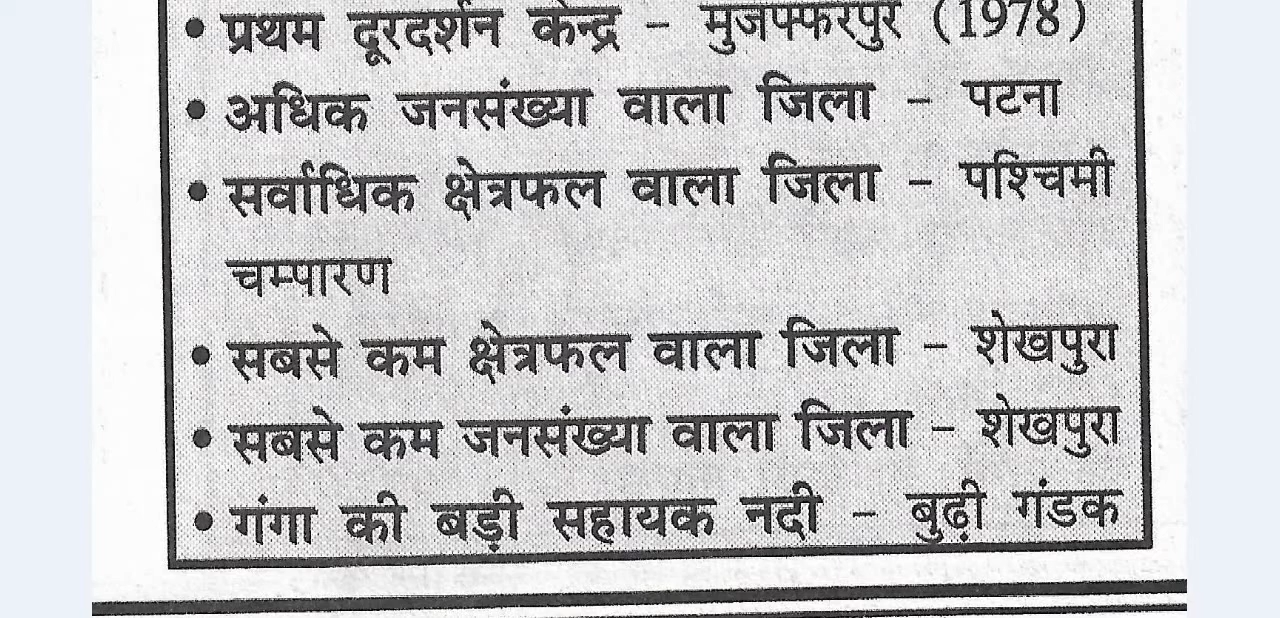 • प्रथम दूरदर्शन केन्द्र - मुजफ्फरपुर (1978)
• अधिक जनसंख्या वाला जिला - पटना
• सर्वाधिक क्षेत्रफल वाला जिला - पश्चिमी
चम्पारण
• सबसे कम क्षेत्रफल वाला जिला - शेखपुरा
• सबसे कम जनसंख्या वाला जिला - शेखपुरा
• गंगा की बड़ी सहायक नदी - बुढ़ी गंडक